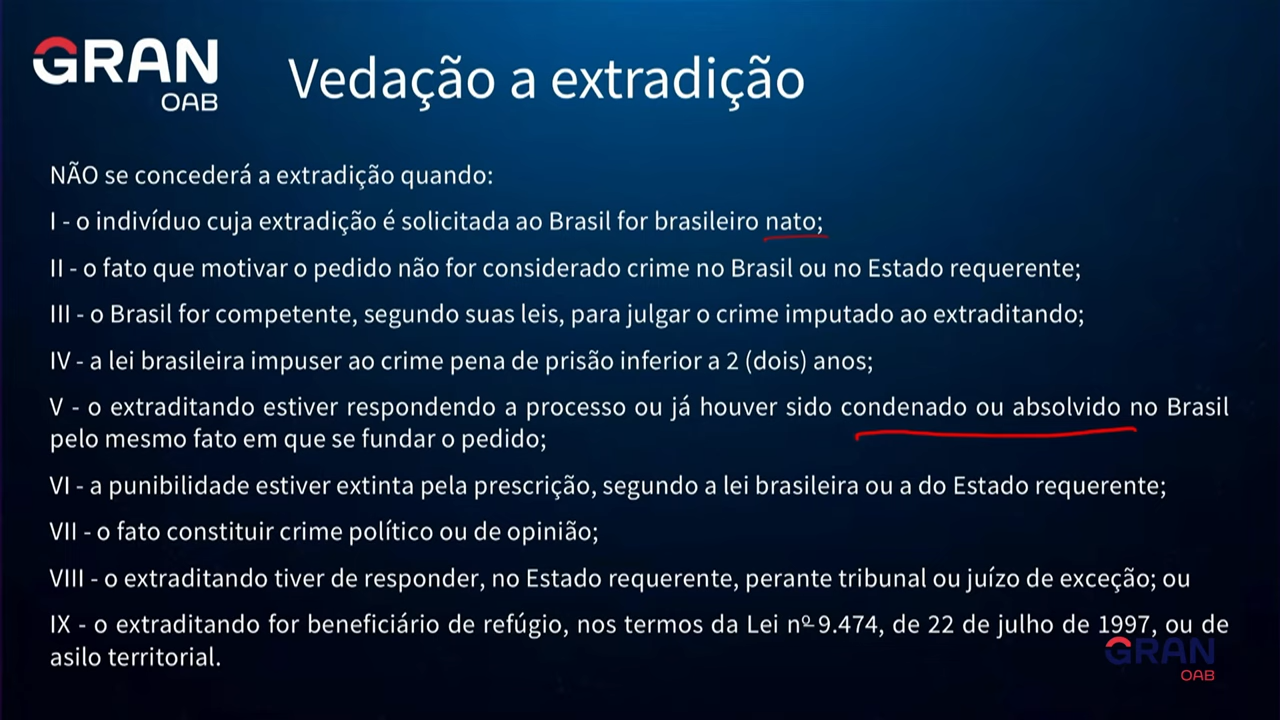 GRAN
OAB
Vedação a extradição
NÃO se concederá a extradição quando:
I - o indivíduo cuja extradição é solicitada ao Brasil for brasileiro nato;
II - o fato que motivar o pedido não for considerado crime no Brasil ou no Estado requerente;
III - o Brasil for competente, segundo suas leis, para julgar o crime imputado ao extraditando;
IV - a lei brasileira impuser ao crime pena de prisão inferior a 2 (dois) anos;
V - o extraditando estiver respondendo a processo ou já houver sido condenado ou absolvido no Brasil
pelo mesmo fato em que se fundar o pedido;
VI - a punibilidade estiver extinta pela prescrição, segundo a lei brasileira ou a do Estado requerente;
VII - o fato constituir crime político ou de opinião;
VIII - o extraditando tiver de responder, no Estado requerente, perante tribunal ou juízo de exceção; ou
IX - o extraditando for beneficiário de refúgio, nos termos da Lei nº 9.474, de 22 de julho de 1997, ou de
asilo territorial.
GRAN
OAB